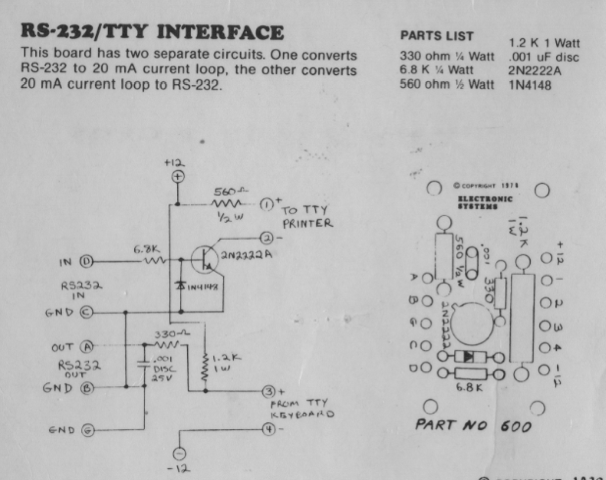 RS-232/TTY INTERFACE
This board has two separate circuits. One converts
RS-232 to 20 mA current loop, the other converts
20 mA current loop to RS-232.
PARTS LIST
1.2 K 1 Watt
330 ohm ¼ Watt .001 uF disc
6.8 K ¼ Watt 2N2222A
560 ohm ½ Watt 1N4148
+12
+
560Ω
½ W
1 +
TO TTY
PRINTER
2 -
6.8K
2N2222A
IN D
1N4148
RS232
IN
GND C
330Ω
OUT A
RS232
OUT
.001
DISC
25V
1.2K
1W
GND B
3 +
FROM TTY
KEYBOARD
GND G
4 -
-
-12
© COPYRIGHT 1978
ELECTRONIC
SYSTEMS
1.2K
1W
560 ½W
.001
330
2N2222
+12
1
2
3
4
-12
A
B
G
C
D
6.8K
PART NO 600
© COPYRIGHT